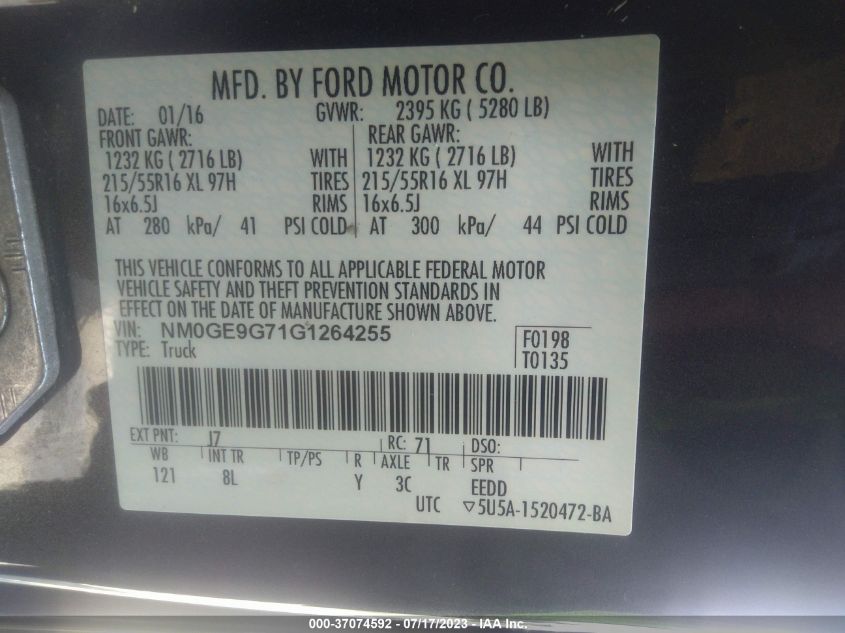 MFD. BY FORD MOTOR CO.
DATE: 01/16 GVWR: 2395 KG ( 5280 LB)
FRONT GAWR: REAR GAWR:
1232 KG ( 2716 LB) WITH 1232 KG ( 2716 LB) WITH
215/55R16 XL 97H TIRES 215/55R16 XL 97H TIRES
16x6.5J RIMS 16x6.5J RIMS
AT 280 kPa/ 41 PSI COLD AT 300 kPa/ 44 PSI COLD
THIS VEHICLE CONFORMS TO ALL APPLICABLE FEDERAL MOTOR
VEHICLE SAFETY AND THEFT PREVENTION STANDARDS IN
EFFECT ON THE DATE OF MANUFACTURE SHOWN ABOVE.
VIN: NM0GE9G71G1264255
TYPE: Truck
F0198
T0135
EXT PNT: J7 RC: 71 DSO:
WB INT TR TP/PS R AXLE TR SPR
121 8L Y 3C EEDD
UTC ▽5U5A-1520472-BA
000-37074592 - 07/17/2023 - IAA Inc.